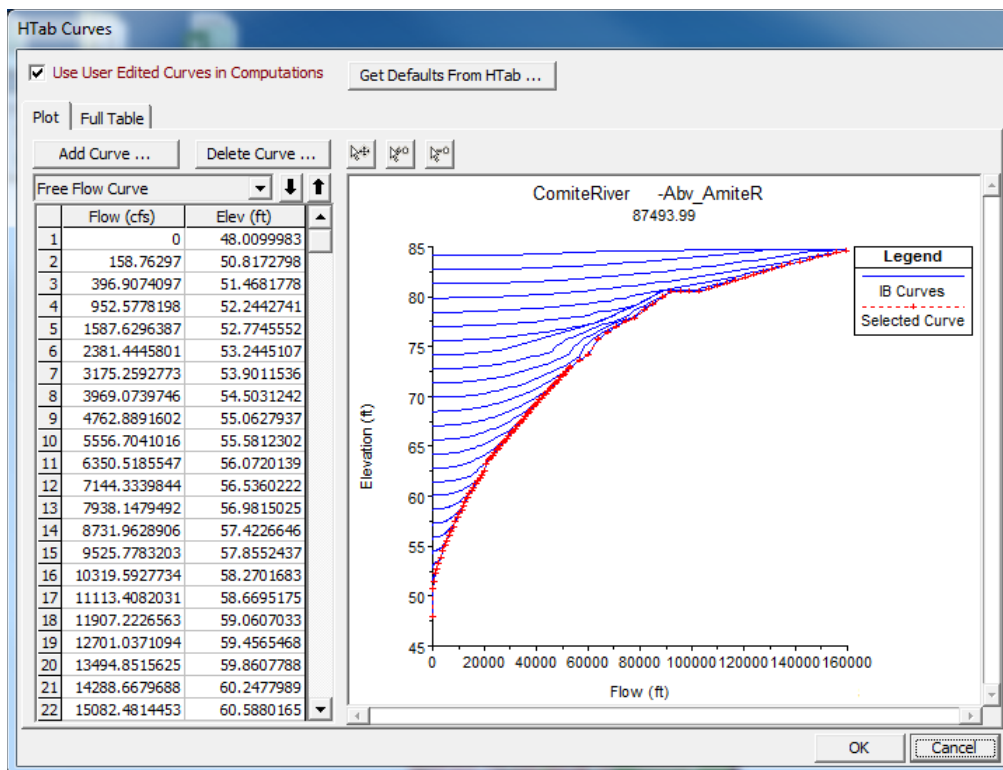 HTab Curves
Use User Edited Curves in Computations
Get Defaults From HTab ...
Plot
Full Table
Add Curve ...
Delete Curve ...
Free Flow Curve
Flow (cfs) Elev (ft)
1 0 48.0099983
2 158.76297 50.8172798
3 396.9074097 51.4681778
4 952.5778198 52.2442741
5 1587.6296387 52.7745552
6 2381.4445801 53.2445107
7 3175.2592773 53.9011536
8 3969.0739746 54.5031242
9 4762.8891602 55.0627937
10 5556.7041016 55.5812302
11 6350.5185547 56.0720139
12 7144.3339844 56.5360222
13 7938.1479492 56.9815025
14 8731.9628906 57.4226646
15 9525.7783203 57.8552437
16 10319.5927734 58.2701683
17 11113.4082031 58.6695175
18 11907.2226563 59.0607033
19 12701.0371094 59.4565468
20 13494.8515625 59.8607788
21 14288.6679688 60.2477989
22 15082.4814453 60.5880165
ComiteRiver -Abv_AmiteR
87493.99
Elevation (ft)
85
80
75
70
65
60
55
50
45
0 20000 40000 60000 80000 100000 120000 140000 160000
Flow (ft)
Legend
IB Curves
Selected Curve
OK
Cancel